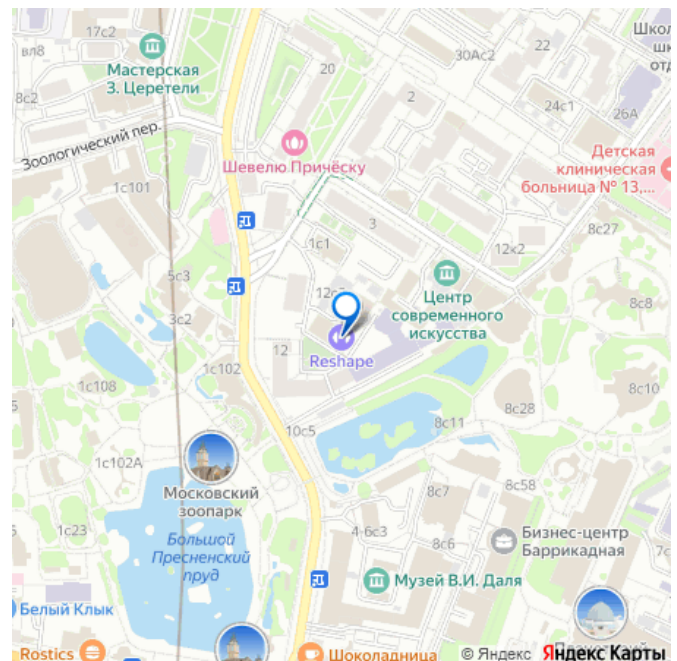 17с2
вл8
Мастерская
З. Церетели
8с2
20
30Ас2
22
24с1
26А
2
Зоологический пер.
Шевелю Причёску
Детская
клиническая
больница № 13,...
1с101
3
1с1
12к2
8с27
5с3
3с2
Центр
современного
искусства
8с8
12
Reshape
1с102
1с108
8с10
8с28
8с11
10с5
1с102А
Московский
зоопарк
8с7
8с58
1с23
Большой
Пресненский
пруд
4-6с3
8с6
Бизнес-центр
Баррикадная
Музей В.И. Даля
Белый Клык
Rostics
Шоколадница
© Яндекс Яндекс Карты